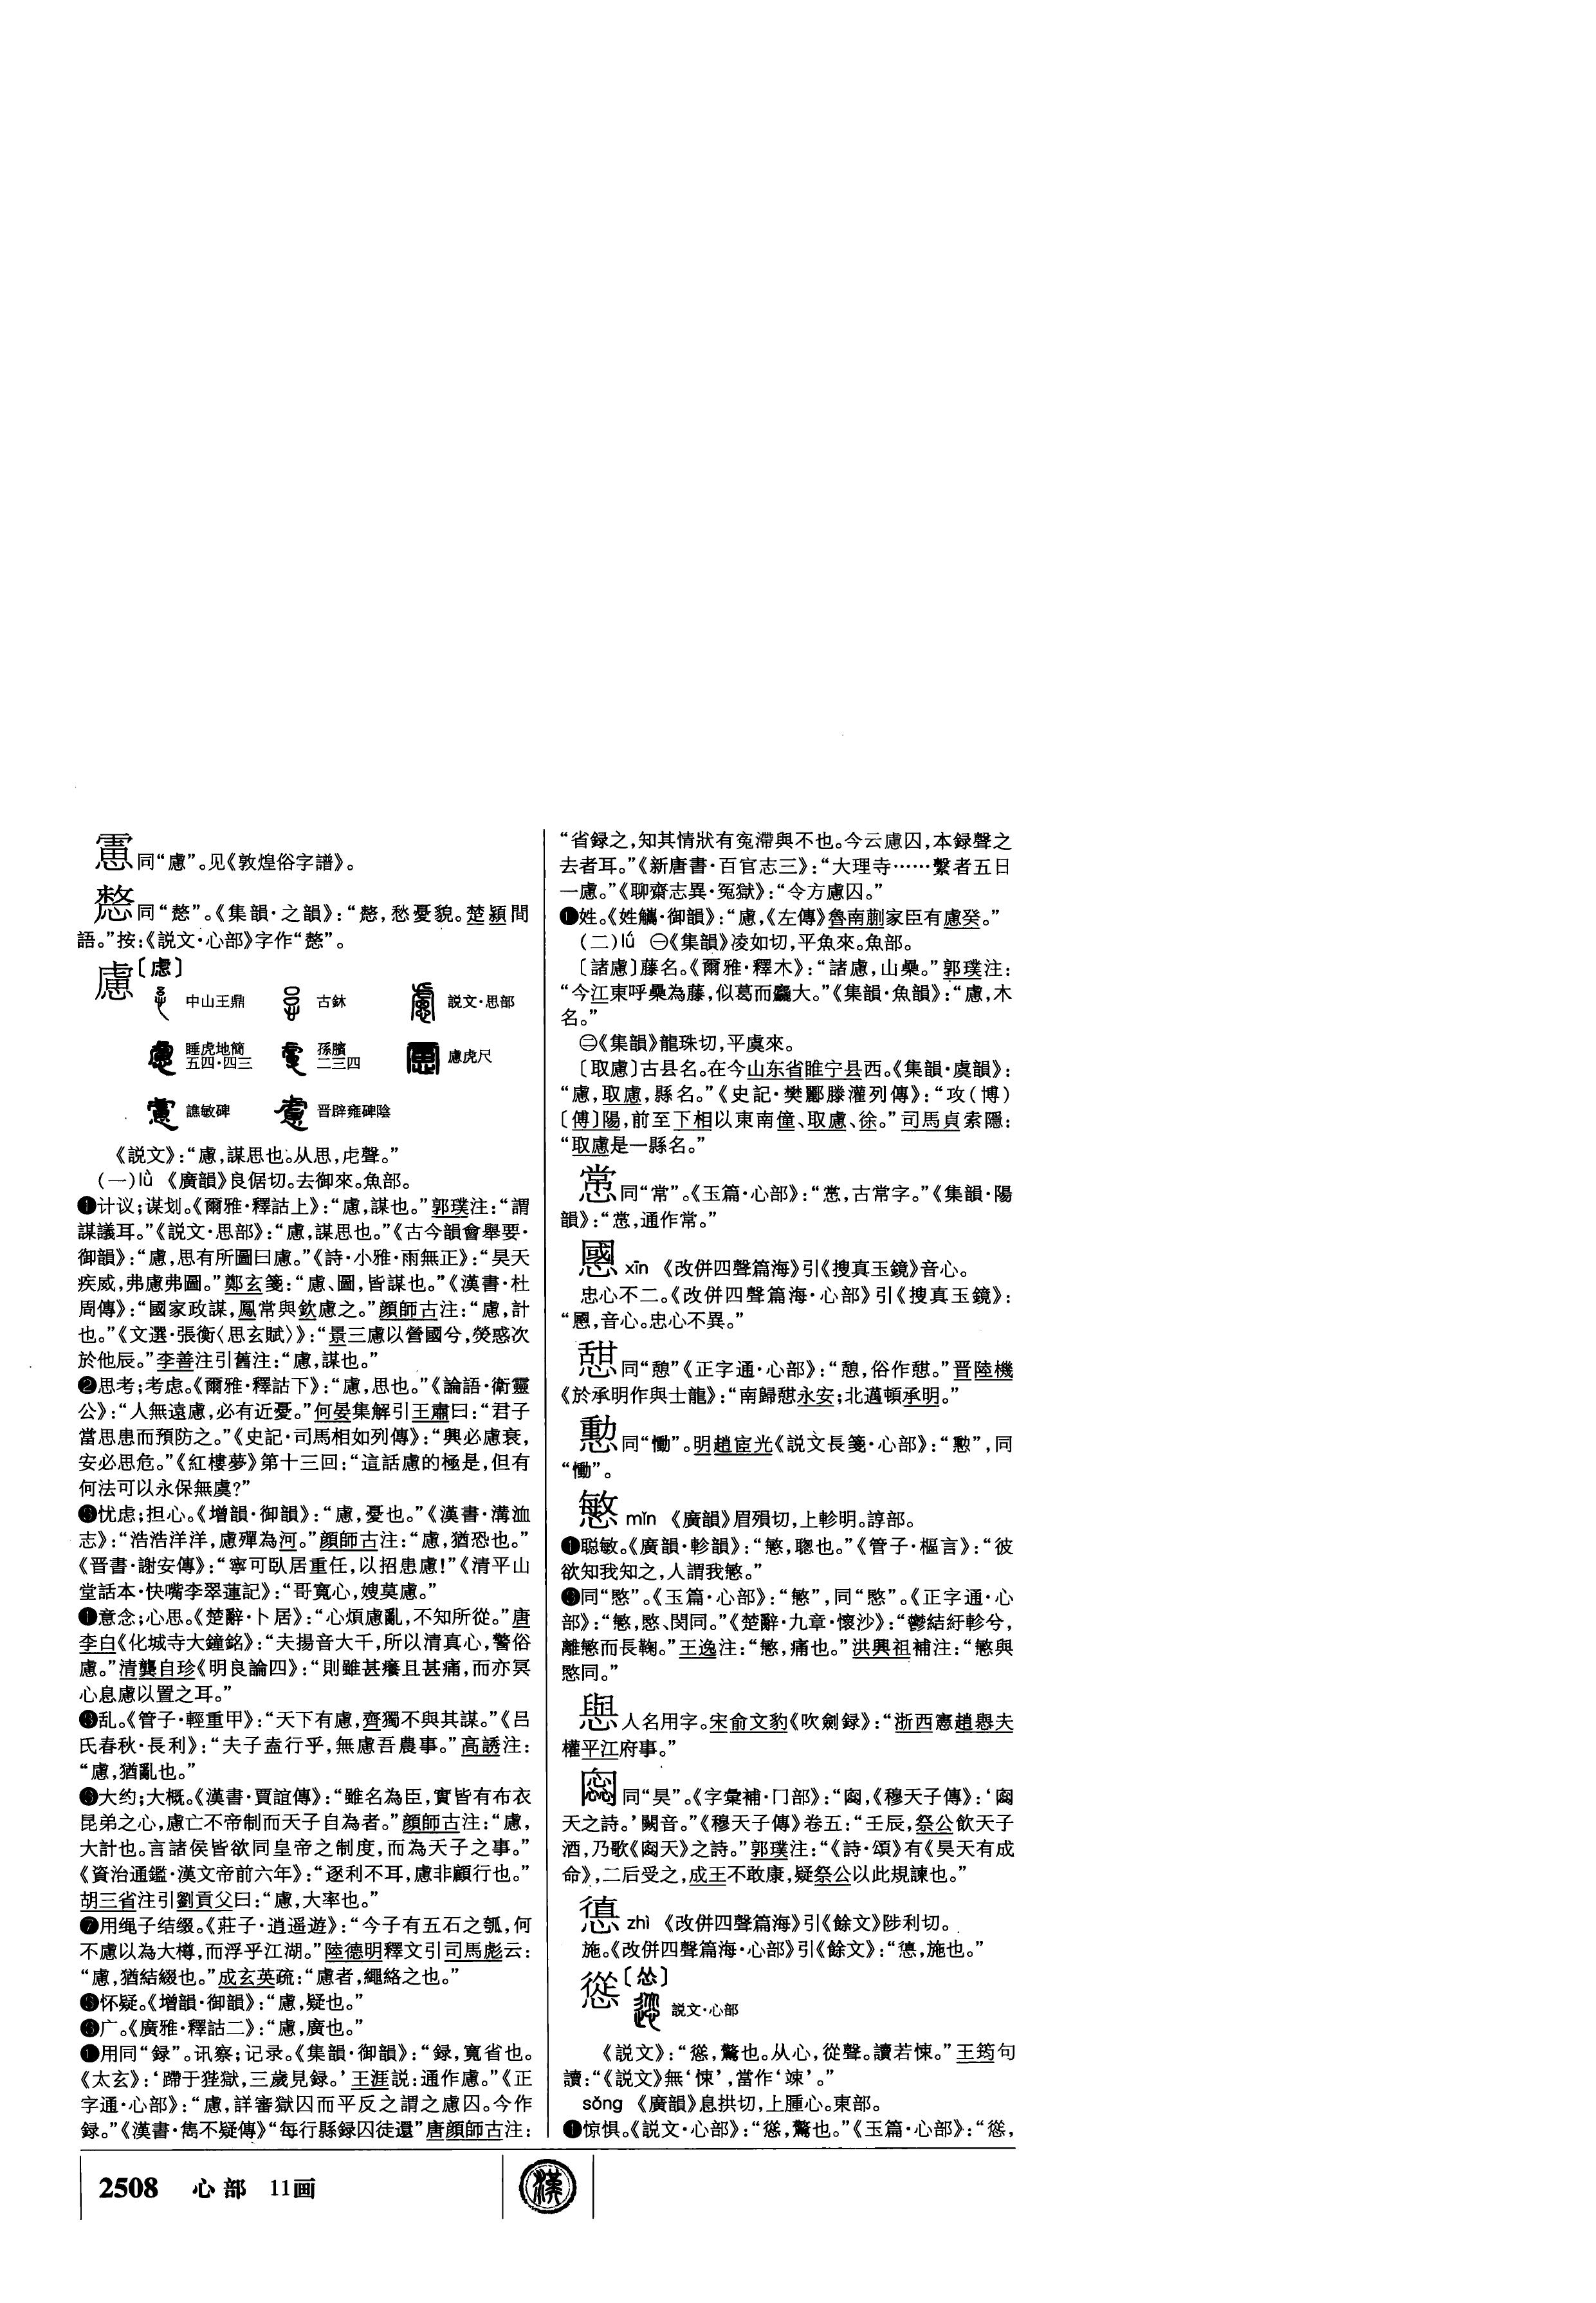 同“慮”。见《敦煌俗字譜》。
同“憗”。《集韻·之韻》：“憗，愁憂貌。楚潁間
語。”按：《説文·心部》字作“憗”。
慮〔虑〕
中山王鼎 古鉨 説文·思部
睡虎地簡五四·四三 孫臏二三四 慮虎尺
譙敏碑 晋辟雍碑陰
《説文》：“慮，謀思也。从思，虍聲。”
（一）lǜ 《廣韻》良倨切。去御來。魚部。
❶计议；谋划。《爾雅·釋詁上》：“慮，謀也。”郭璞注：“謂
謀議耳。”《説文·思部》：“慮，謀思也。”《古今韻會舉要·
御韻》：“慮，思有所圖曰慮。”《詩·小雅·雨無正》：“昊天
疾威，弗慮弗圖。”鄭玄箋：“慮、圖，皆謀也。”《漢書·杜
周傳》：“國家政謀，鳳常與欽慮之。”顔師古注：“慮，計
也。”《文選·張衡〈思玄賦〉》：“景三慮以營國兮，熒惑次
於他辰。”李善注引舊注：“慮，謀也。”
❷思考；考虑。《爾雅·釋詁下》：“慮，思也。”《論語·衛靈
公》：“人無遠慮，必有近憂。”何晏集解引王肅曰：“君子
當思患而預防之。”《史記·司馬相如列傳》：“興必慮衰，
安必思危。”《紅樓夢》第十三回：“這話慮的極是，但有
何法可以永保無虞？”
❸忧虑；担心。《增韻·御韻》：“慮，憂也。”《漢書·溝洫
志》：“浩浩洋洋，慮殫為河。”顔師古注：“慮，猶恐也。”
《晋書·謝安傳》：“寧可臥居重任，以招患慮！”《清平山
堂話本·快嘴李翠蓮記》：“哥寬心，嫂莫慮。”
意念；心思。《楚辭·卜居》：“心煩慮亂，不知所從。”唐
李白《化城寺大鐘銘》：“夫揚音大千，所以清真心，警俗
慮。”清龔自珍《明良論四》：“則雖甚癢且甚痛，而亦冥
心息慮以置之耳。”
乱。《管子·輕重甲》：“天下有慮，齊獨不與其謀。”《吕
氏春秋·長利》：“夫子盍行乎，無慮吾農事。”高誘注：
“慮，猶亂也。”
大约；大概。《漢書·賈誼傳》：“雖名為臣，實皆有布衣
昆弟之心，慮亡不帝制而天子自為者。”顔師古注：“慮，
大計也。言諸侯皆欲同皇帝之制度，而為天子之事。”
《資治通鑑·漢文帝前六年》：“逐利不耳，慮非顧行也。”
胡三省注引劉貢父曰：“慮，大率也。”
❼用绳子结缀。《莊子·逍遥遊》：“今子有五石之瓠，何
不慮以為大樽，而浮乎江湖。”陸德明釋文引司馬彪云：
“慮，猶結綴也。”成玄英疏：“慮者，繩絡之也。”
怀疑。《增韻·御韻》：“慮，疑也。”
广。《廣雅·釋詁二》：“慮，廣也。”
用同“録”。讯察；记录。《集韻·御韻》：“録，寬省也。
《太玄》：‘蹛于狴獄，三歲見録。’王涯説：通作慮。”《正
字通·心部》：“慮，詳審獄囚而平反之謂之慮囚。今作
録。”《漢書·雋不疑傳》“每行縣録囚徒還”唐顔師古注：
“省録之，知其情狀有冤滯與不也。今云慮囚，本録聲之
去者耳。”《新唐書·百官志三》：“大理寺……繫者五日
一慮。”《聊齋志異·冤獄》：“令方慮囚。”
姓。《姓觿·御韻》：“慮，《左傳》魯南蒯家臣有慮癸。”
（二）lǘ ㊀《集韻》凌如切，平魚來。魚部。
〔諸慮〕藤名。《爾雅·釋木》：“諸慮，山櫐。”郭璞注：
“今江東呼櫐為藤，似葛而麤大。”《集韻·魚韻》：“慮，木
名。”
㊁《集韻》龍珠切，平虞來。
〔取慮〕古县名。在今山东省睢宁县西。《集韻·虞韻》：
“慮，取慮，縣名。”《史記·樊酈滕灌列傳》：“攻（博）
〔傅〕陽，前至下相以東南僮、取慮、徐。”司馬貞索隱：
“取慮是一縣名。”
同“常”。《玉篇·心部》：“，古常字。”《集韻·陽
韻》：“，通作常。”
xīn 《改併四聲篇海》引《搜真玉鏡》音心。
忠心不二。《改併四聲篇海·心部》引《搜真玉鏡》：
“，音心。忠心不異。”
憇同“憩”《正字通·心部》：“憩，俗作憇。”晋陸機
《於承明作與士龍》：“南歸憇永安；北邁頓承明。”
同“慟”。明趙宧光《説文長箋·心部》：“”，同
“慟”。
慜 mǐn 《廣韻》眉殞切，上軫明。諄部。
❶聪敏。《廣韻·軫韻》：“慜，聰也。”《管子·樞言》：“彼
欲知我知之，人謂我慜。”
同“愍”。《玉篇·心部》：“慜”，同“愍”。《正字通·心
部》：“慜，愍、閔同。”《楚辭·九章·懷沙》：“鬱結紆軫兮，
離慜而長鞠。”王逸注：“慜，痛也。”洪興祖補注：“慜與
愍同。”
人名用字。宋俞文豹《吹劍録》：“浙西憲趙㦛夫
權平江府事。”
同“昊”。《字彙補·冂部》：“，《穆天子傳》：‘
天之詩。’闕音。”《穆天子傳》卷五：“壬辰，祭公飲天子
酒，乃歌《天》之詩。”郭璞注：“《詩·頌》有《昊天有成
命》，二后受之，成王不敢康，疑祭公以此規諫也。”
zhì 《改併四聲篇海》引《餘文》陟利切。
施。《改併四聲篇海·心部》引《餘文》：“，施也。”
慫〔怂〕
説文·心部
《説文》：“慫，驚也。从心，從聲。讀若悚。”王筠句
讀：“《説文》無‘悚’，當作‘竦’。”
sǒng 《廣韻》息拱切，上腫心。東部。
❶惊惧。《説文·心部》：“慫，驚也。”《玉篇·心部》：“慫，
2508 心部 11画
漢